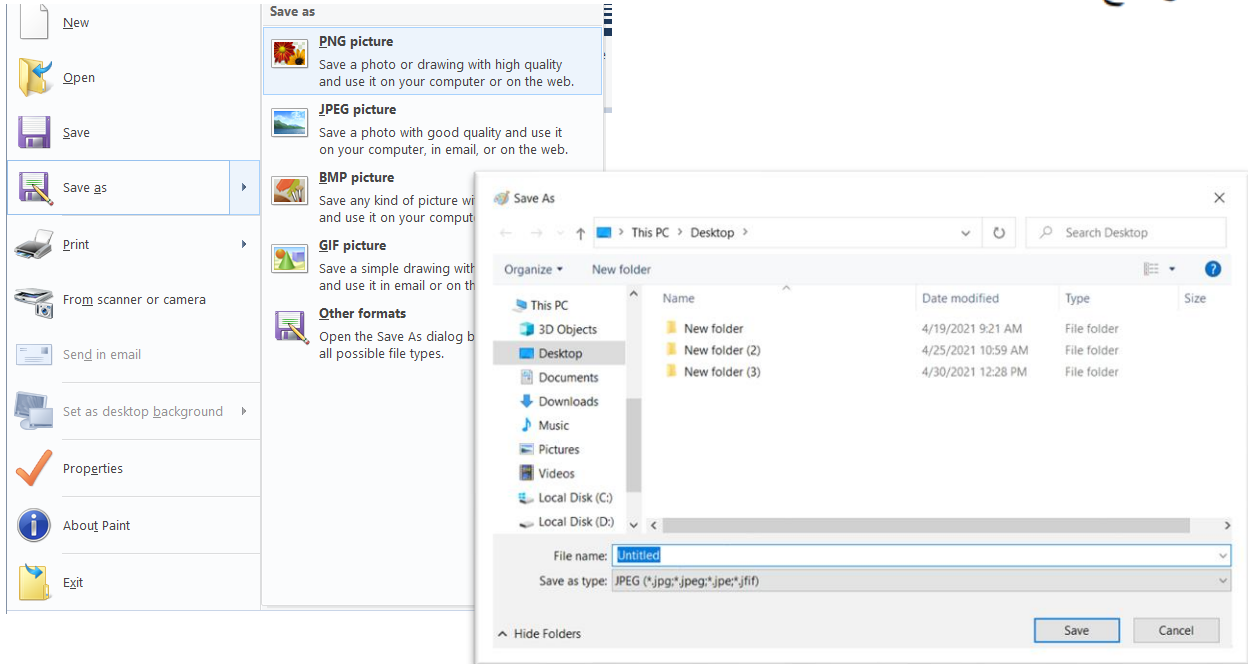 New
Open
Save
Save as
Print
From scanner or camera
Send in email
Set as desktop background
Properties
About Paint
Exit
Save as
PNG picture
Save a photo or drawing with high quality
and use it on your computer or on the web.
JPEG picture
Save a photo with good quality and use it
on your computer, in email, or on the web.
BMP picture
Save any kind of picture
and use it on your
GIF picture
Save a simple drawing
and use it in email or on
Other formats
Open the Save As dialog
all possible file types.
Save As
This PC > Desktop >
Search Desktop
Organize
New folder
?
This PC
3D Objects
Desktop
Documents
Downloads
Music
Pictures
Videos
Local Disk (C:)
Local Disk (D:)
Name Date modified Type Size
New folder 4/19/2021 9:21 AM File folder
New folder (2) 4/25/2021 10:59 AM File folder
New folder (3) 4/30/2021 12:28 PM File folder
File name: Untitled
Save as type: JPEG (*.jpg;*.jpeg;*.jpe;*.jfif)
Hide Folders
Save
Cancel